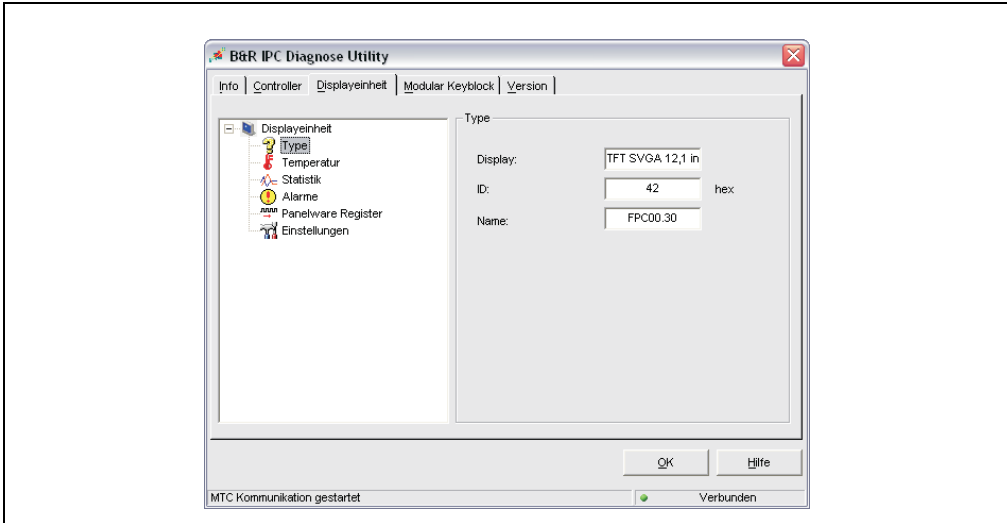 B&R IPC Diagnose Utility
Info Controller Displayeinheit Modular Keyblock Version
Displayeinheit
Type
Temperatur
Statistik
Alarme
Panelware Register
Einstellungen
Type
Display: TFT SVGA 12,1 in
ID: 42 hex
Name: FPC00.30
OK Hilfe
MTC Kommunikation gestartet Verbunden